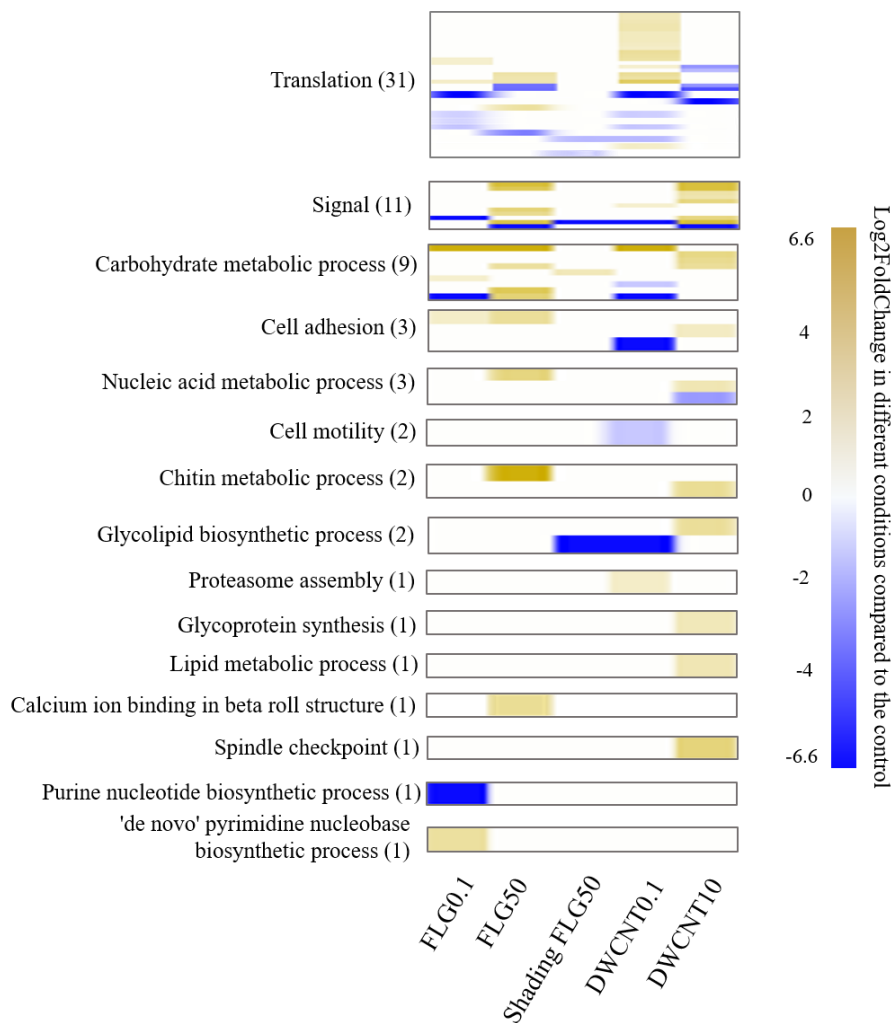 Translation (31)
Signal (11)
Carbohydrate metabolic process (9)
Cell adhesion (3)
Nucleic acid metabolic process (3)
Cell motility (2)
Chitin metabolic process (2)
Glycolipid biosynthetic process (2)
Proteasome assembly (1)
Glycoprotein synthesis (1)
Lipid metabolic process (1)
Calcium ion binding in beta roll structure (1)
Spindle checkpoint (1)
Purine nucleotide biosynthetic process (1)
'de novo' pyrimidine nucleobase
biosynthetic process (1)
FLG0.1
FLG50
Shading FLG50
DWCNT0.1
DWCNT10
6.6
4
2
0
-2
-4
-6.6
Log2FoldChange in different conditions compared to the control